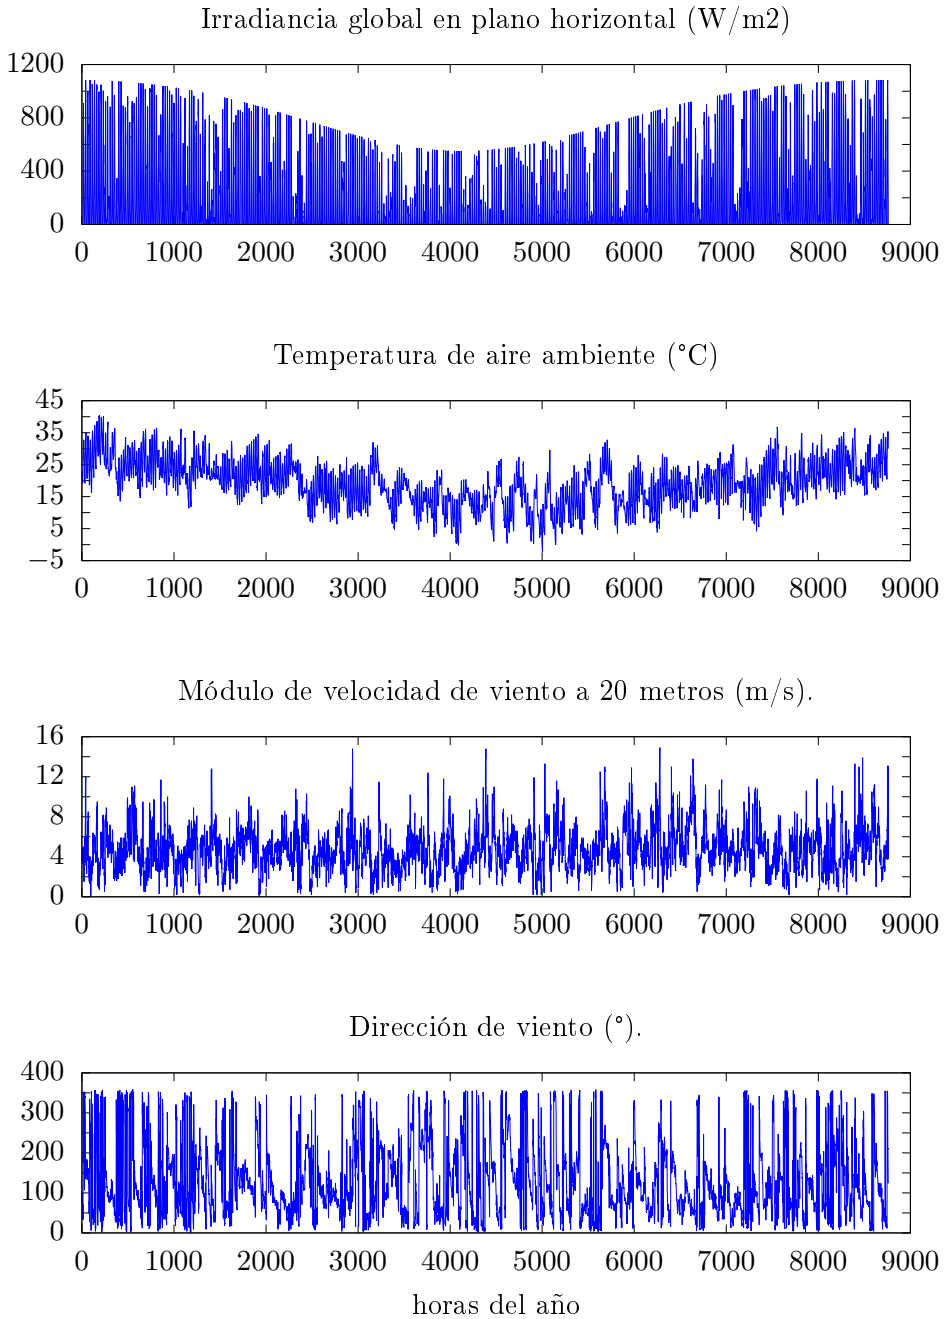 Irradiancia global en plano horizontal (W/m2)
1200
800
400
0
0 1000 2000 3000 4000 5000 6000 7000 8000 9000
Temperatura de aire ambiente (°C)
45
35
25
15
5
−5
0 1000 2000 3000 4000 5000 6000 7000 8000 9000
Módulo de velocidad de viento a 20 metros (m/s).
16
12
8
4
0
0 1000 2000 3000 4000 5000 6000 7000 8000 9000
Dirección de viento (°).
400
300
200
100
0
0 1000 2000 3000 4000 5000 6000 7000 8000 9000
horas del año